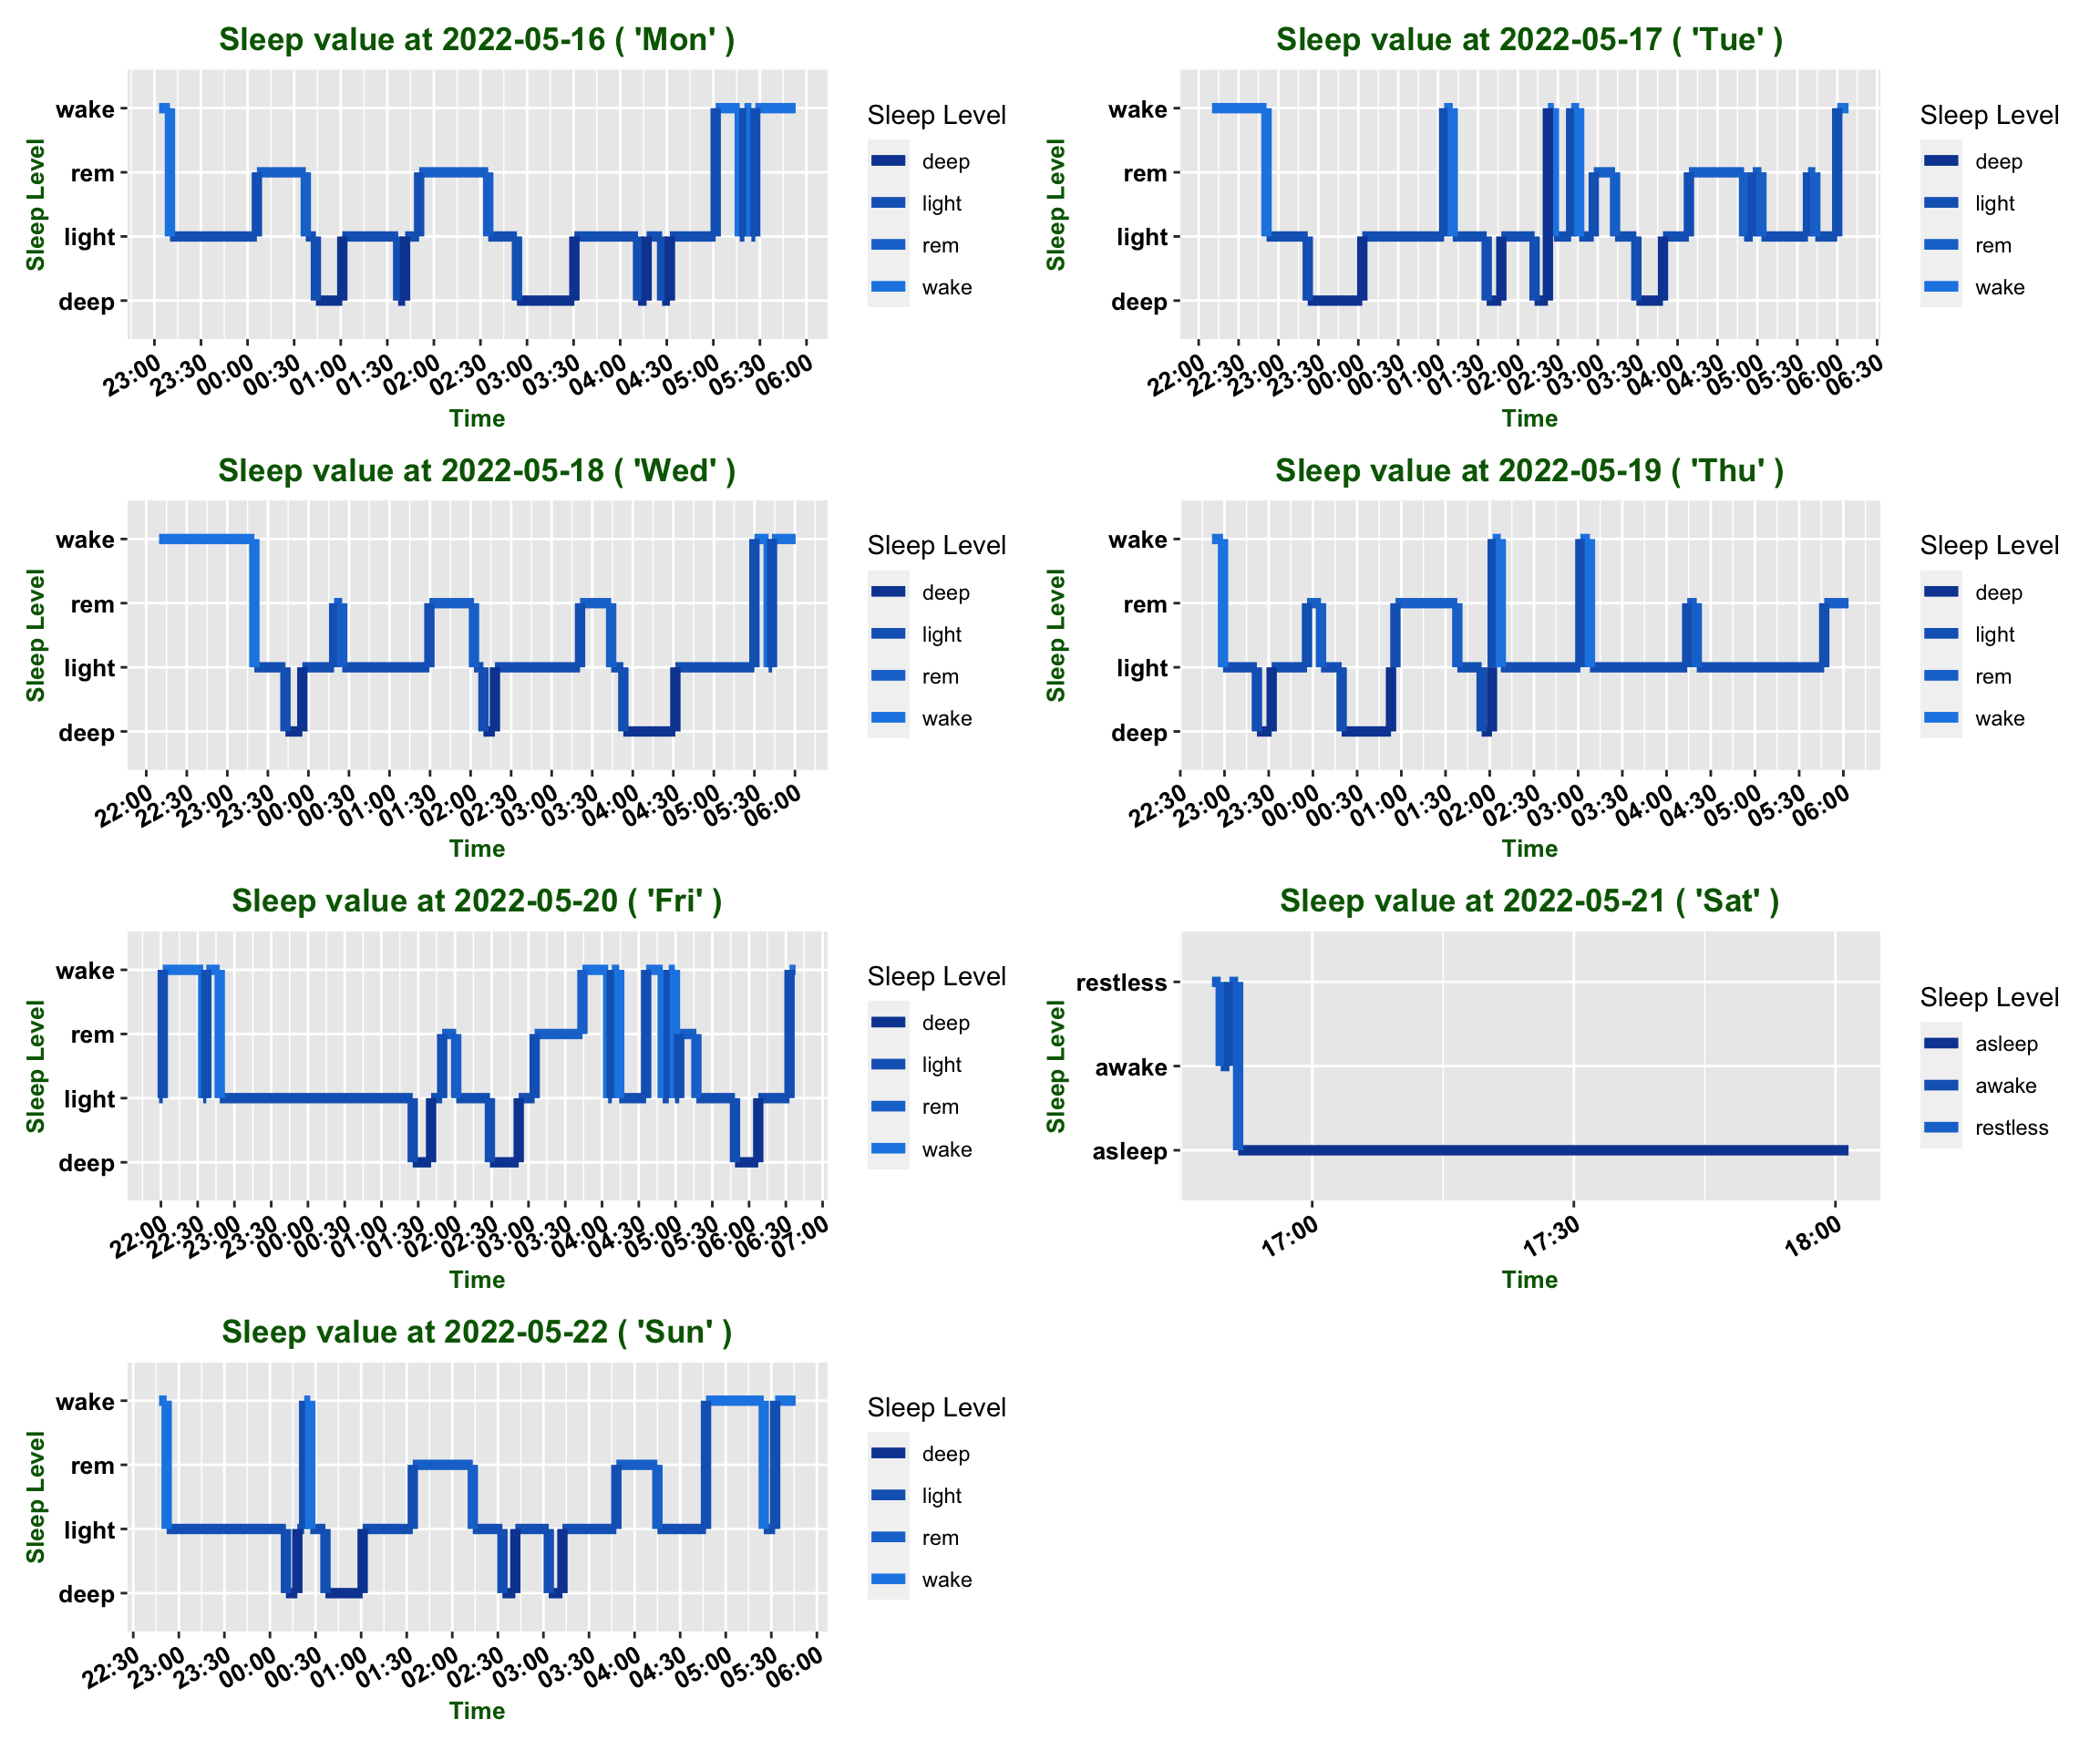 Sleep value at 2022-05-16 ( 'Mon' )
Sleep Level
wake
rem
light
deep
23:00 23:30 00:00 00:30 01:00 01:30 02:00 02:30 03:00 03:30 04:00 04:30 05:00 05:30 06:00
Time
Sleep Level
deep
light
rem
wake
Sleep value at 2022-05-17 ( 'Tue' )
Sleep Level
wake
rem
light
deep
22:00 22:30 23:00 23:30 00:00 00:30 01:00 01:30 02:00 02:30 03:00 03:30 04:00 04:30 05:00 05:30 06:00 06:30
Time
Sleep Level
deep
light
rem
wake
Sleep value at 2022-05-18 ( 'Wed' )
Sleep Level
wake
rem
light
deep
22:00 22:30 23:00 23:30 00:00 00:30 01:00 01:30 02:00 02:30 03:00 03:30 04:00 04:30 05:00 05:30 06:00
Time
Sleep Level
deep
light
rem
wake
Sleep value at 2022-05-19 ( 'Thu' )
Sleep Level
wake
rem
light
deep
22:30 23:00 23:30 00:00 00:30 01:00 01:30 02:00 02:30 03:00 03:30 04:00 04:30 05:00 05:30 06:00
Time
Sleep Level
deep
light
rem
wake
Sleep value at 2022-05-20 ( 'Fri' )
Sleep Level
wake
rem
light
deep
22:00 22:30 23:00 23:30 00:00 00:30 01:00 01:30 02:00 02:30 03:00 03:30 04:00 04:30 05:00 05:30 06:00 06:30 07:00
Time
Sleep Level
deep
light
rem
wake
Sleep value at 2022-05-21 ( 'Sat' )
Sleep Level
restless
awake
asleep
17:00 17:30 18:00
Time
Sleep Level
asleep
awake
restless
Sleep value at 2022-05-22 ( 'Sun' )
Sleep Level
wake
rem
light
deep
22:30 23:00 23:30 00:00 00:30 01:00 01:30 02:00 02:30 03:00 03:30 04:00 04:30 05:00 05:30 06:00
Time
Sleep Level
deep
light
rem
wake